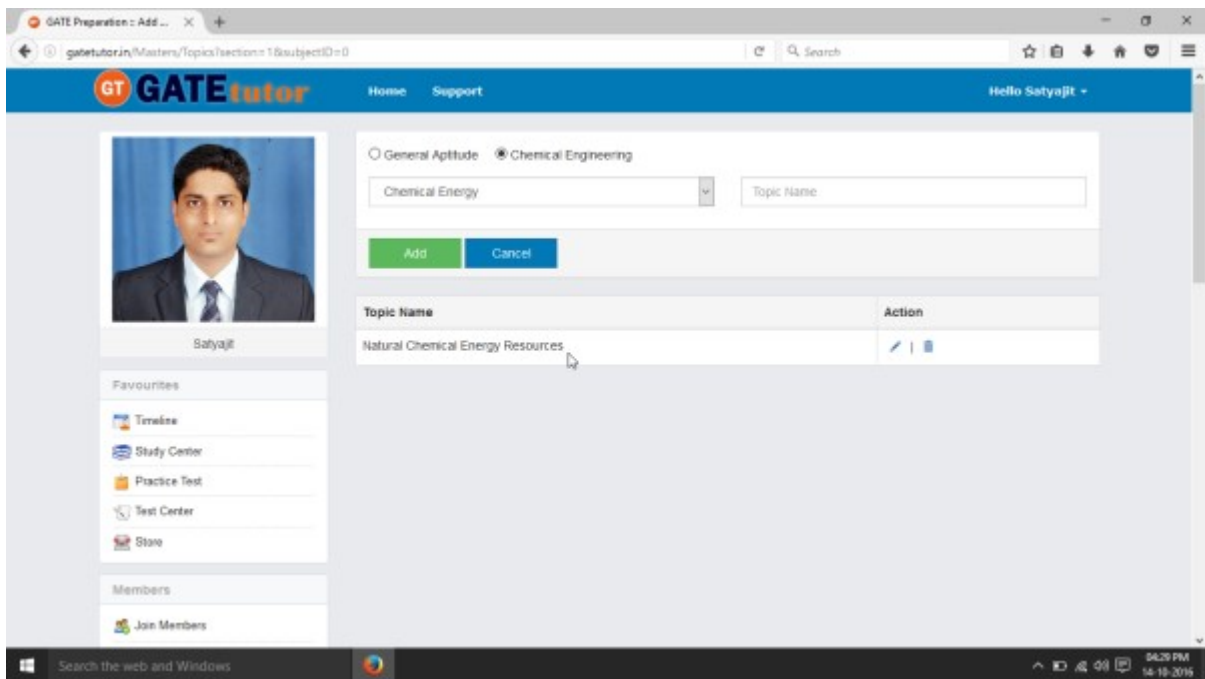 GATE Preparation :: Add ...
gatetutor.in/Masters/Topics?section=1&subjectID=0
Search
GT GATEtutor
Home Support
Hello Satyajit
General Aptitude Chemical Engineering
Chemical Energy
Topic Name
Add Cancel
Topic Name Action
Natural Chemical Energy Resources
|
Satyajit
Favourites
Timeline
Study Center
Practice Test
Test Center
Store
Members
Join Members
Search the web and Windows
04:29 PM
14-10-2016